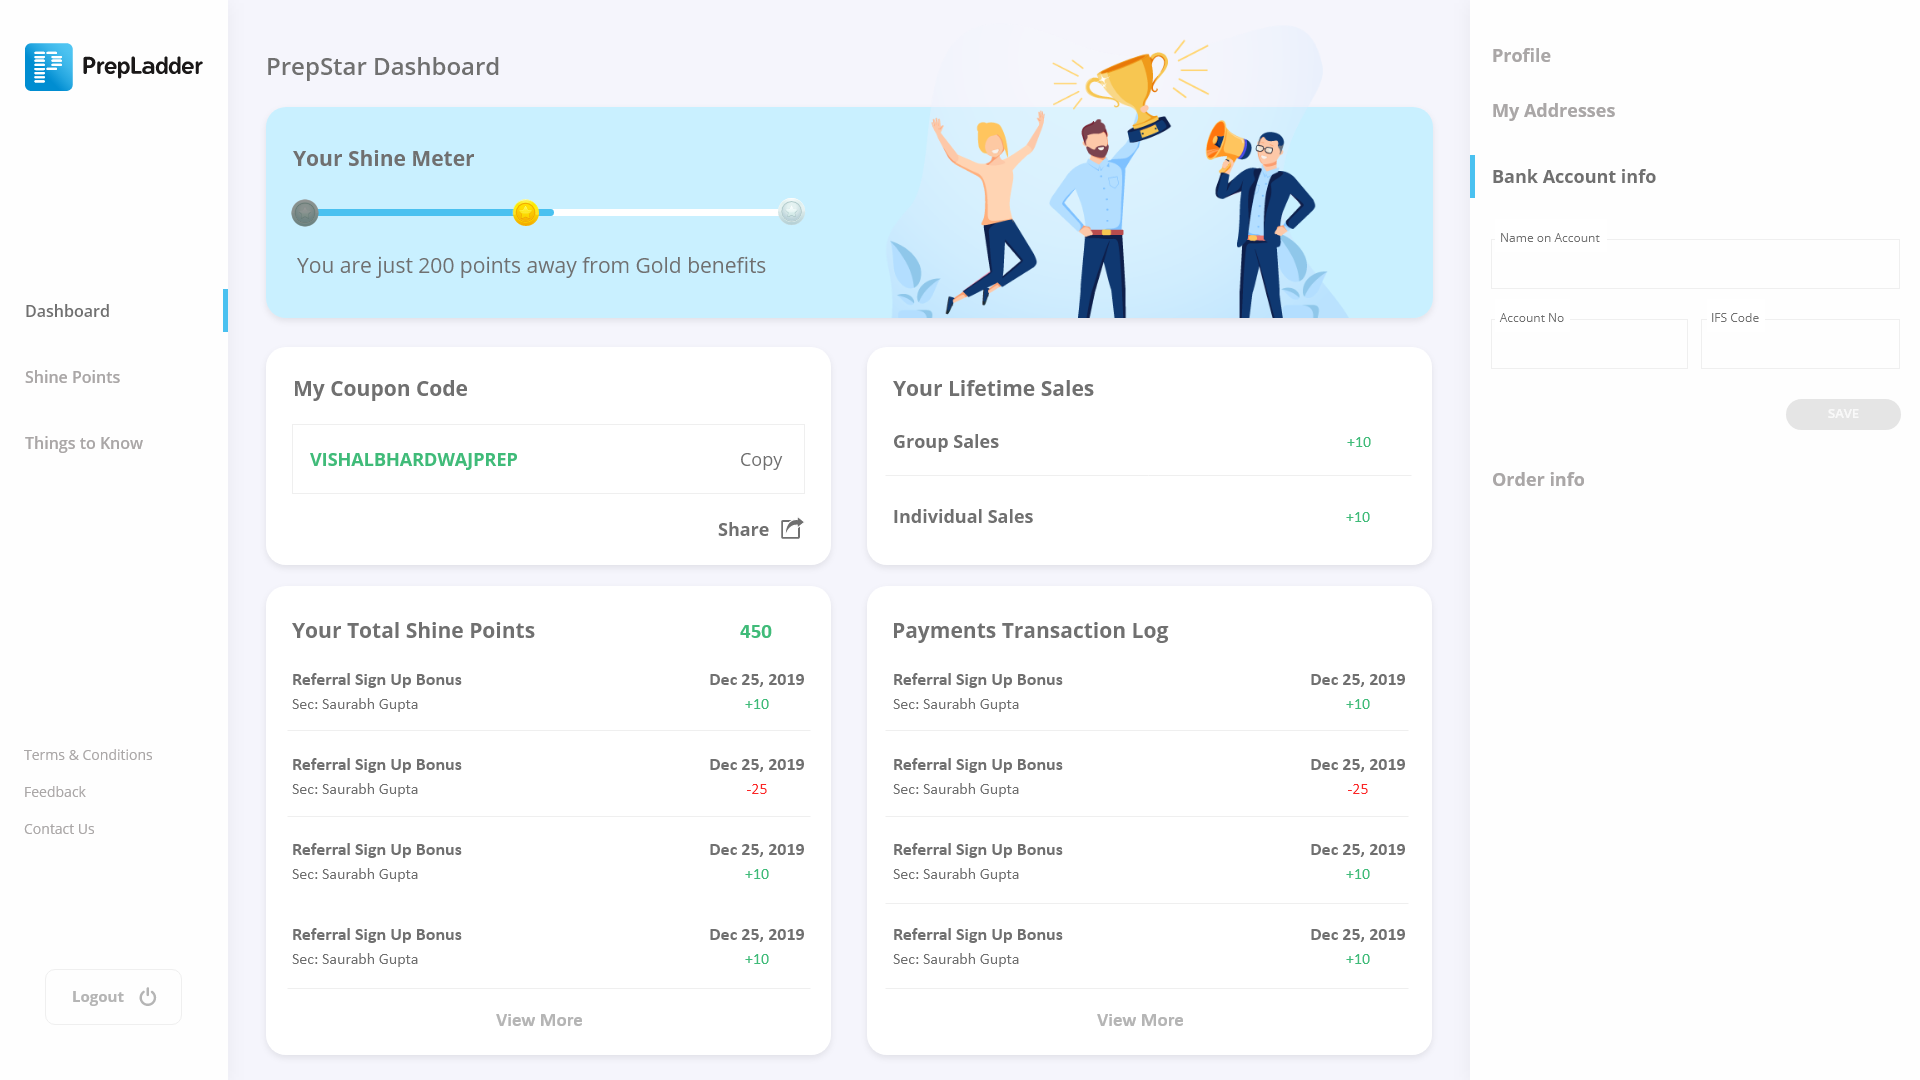 PrepLadder
Dashboard
Shine Points
Things to Know
Terms & Conditions
Feedback
Contact Us
Logout
PrepStar Dashboard
Your Shine Meter
You are just 200 points away from Gold benefits
My Coupon Code
VISHALBHARDWAJPREP Copy
Share
Your Lifetime Sales
Group Sales +10
Individual Sales +10
Your Total Shine Points 450
Referral Sign Up Bonus Dec 25, 2019
Sec: Saurabh Gupta +10
Referral Sign Up Bonus Dec 25, 2019
Sec: Saurabh Gupta -25
Referral Sign Up Bonus Dec 25, 2019
Sec: Saurabh Gupta +10
Referral Sign Up Bonus Dec 25, 2019
Sec: Saurabh Gupta +10
View More
Payments Transaction Log
Referral Sign Up Bonus Dec 25, 2019
Sec: Saurabh Gupta +10
Referral Sign Up Bonus Dec 25, 2019
Sec: Saurabh Gupta -25
Referral Sign Up Bonus Dec 25, 2019
Sec: Saurabh Gupta +10
Referral Sign Up Bonus Dec 25, 2019
Sec: Saurabh Gupta +10
View More
Profile
My Addresses
Bank Account info
Name on Account
Account No IFS Code
SAVE
Order info